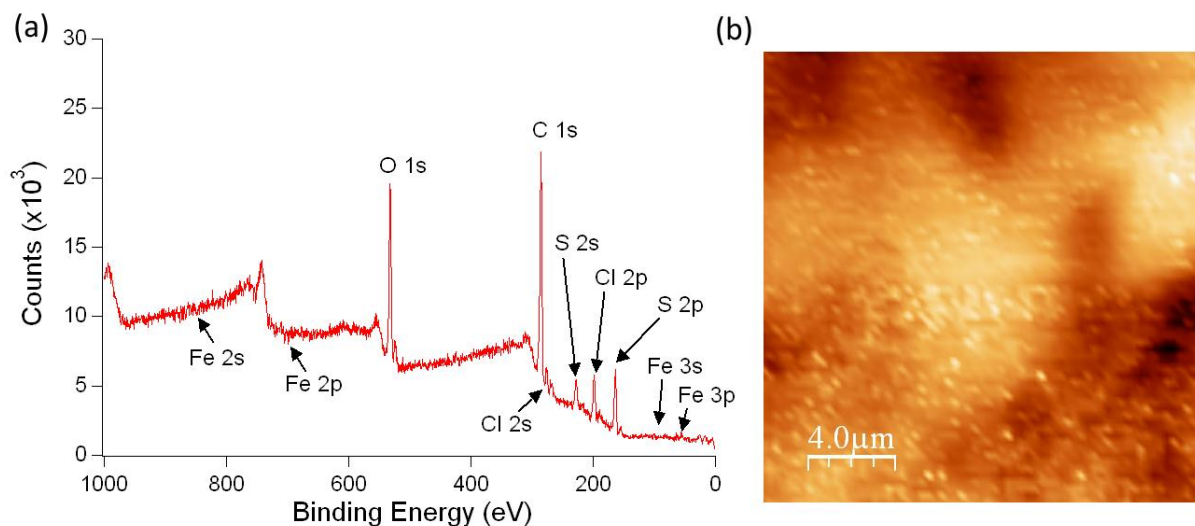 (a)
30
25
20
15
10
5
0
Counts (x10³)
1000
800
600
400
200
0
Binding Energy (eV)
O 1s
C 1s
S 2s
Cl 2p
S 2p
Fe 3s
Fe 3p
Cl 2s
Fe 2s
Fe 2p
(b)
4.0µm